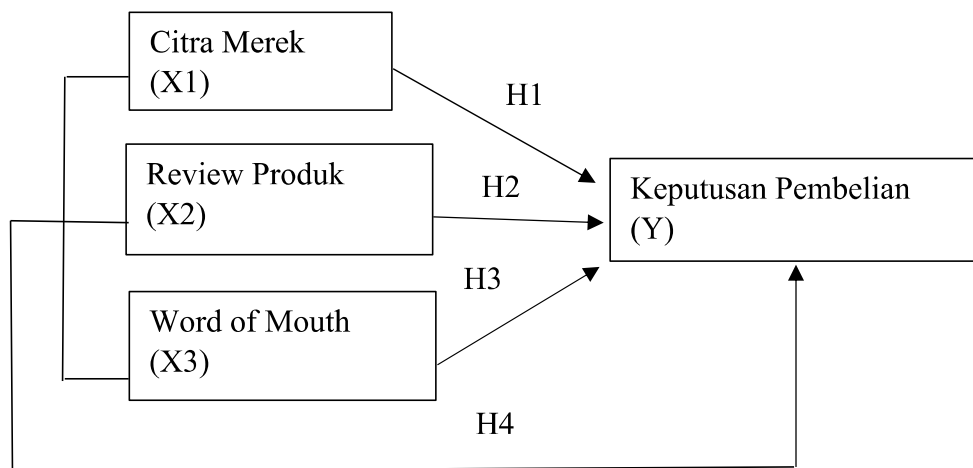 Citra Merek
(X1)
H1
Review Produk
(X2)
H2
Keputusan Pembelian
(Y)
H3
Word of Mouth
(X3)
H4